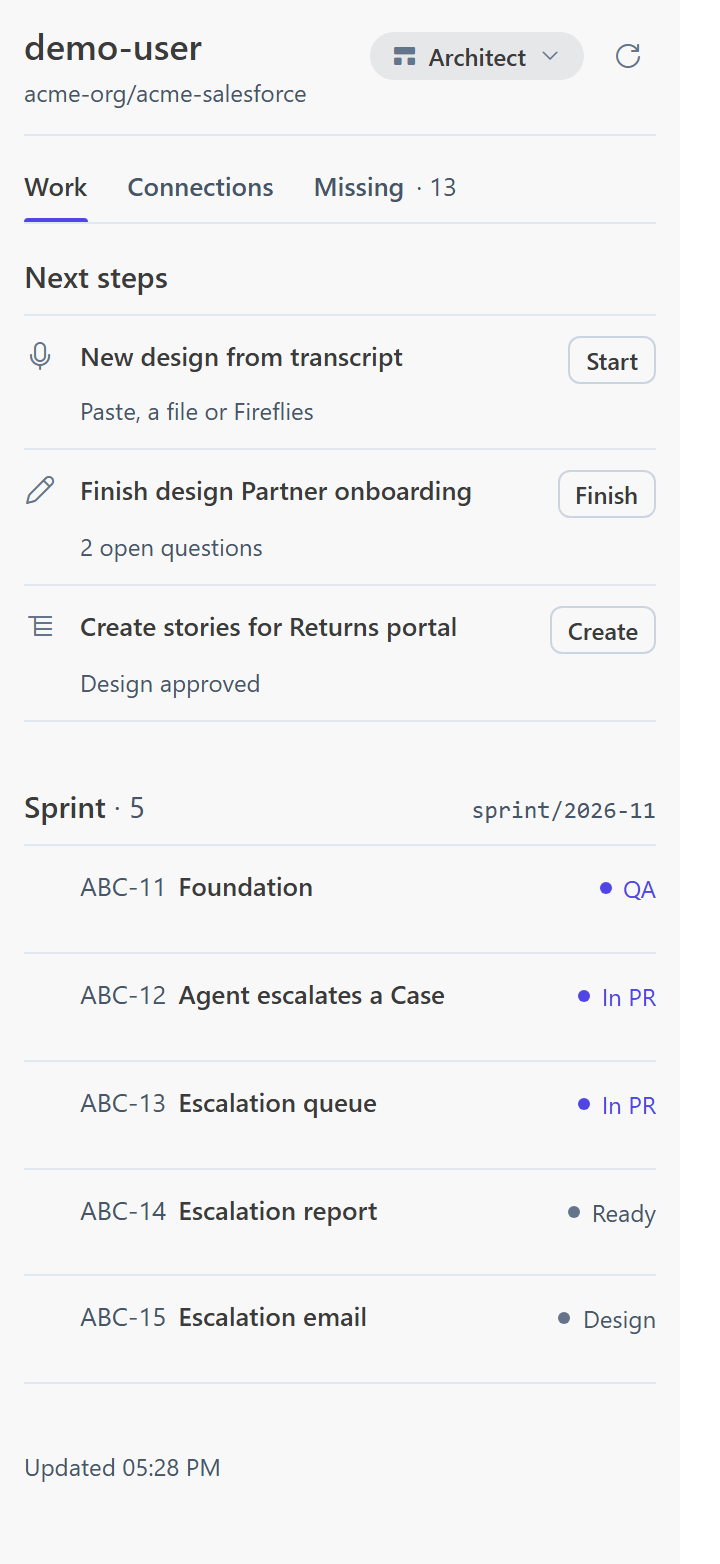 demo-user
Architect
acme-org/acme-salesforce
Work
Connections
Missing · 13
Next steps
New design from transcript
Start
Paste, a file or Fireflies
Finish design Partner onboarding
Finish
2 open questions
Create stories for Returns portal
Create
Design approved
Sprint · 5
sprint/2026-11
ABC-11 Foundation
QA
ABC-12 Agent escalates a Case
In PR
ABC-13 Escalation queue
In PR
ABC-14 Escalation report
Ready
ABC-15 Escalation email
Design
Updated 05:28 PM